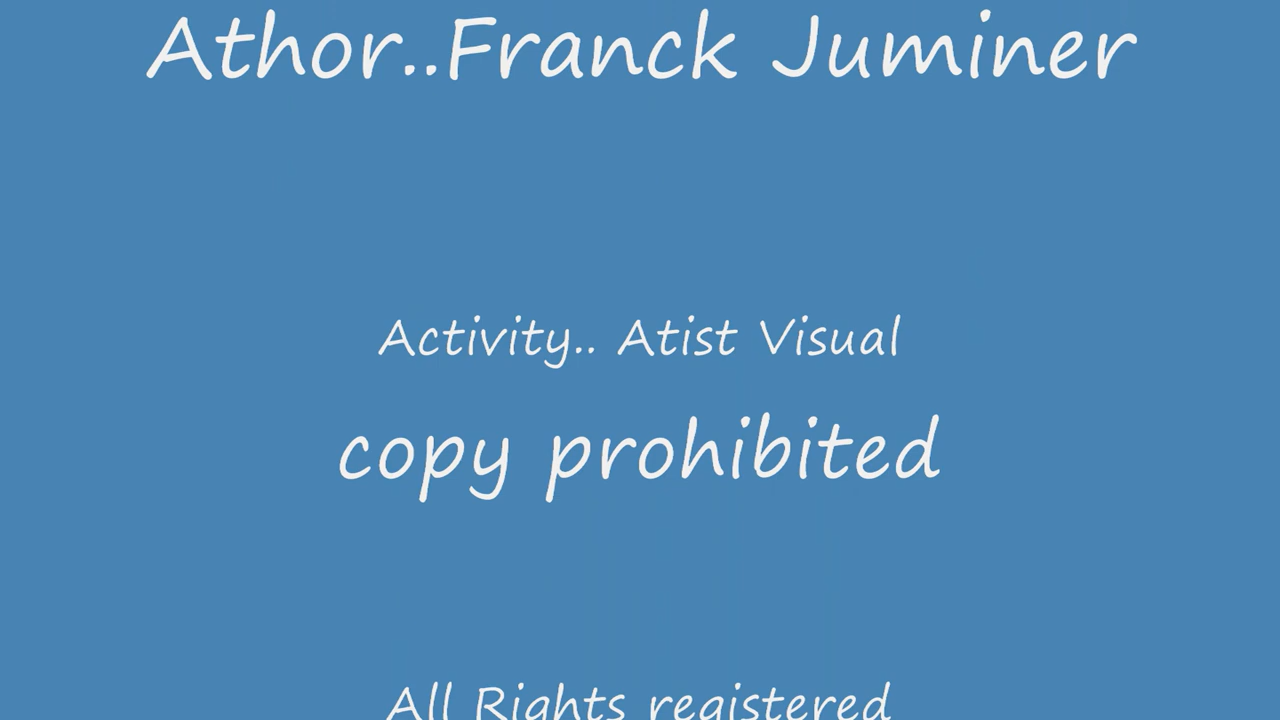 Athor..Franck Juminer
Activity.. Atist Visual
copy prohibited
All Rights registered